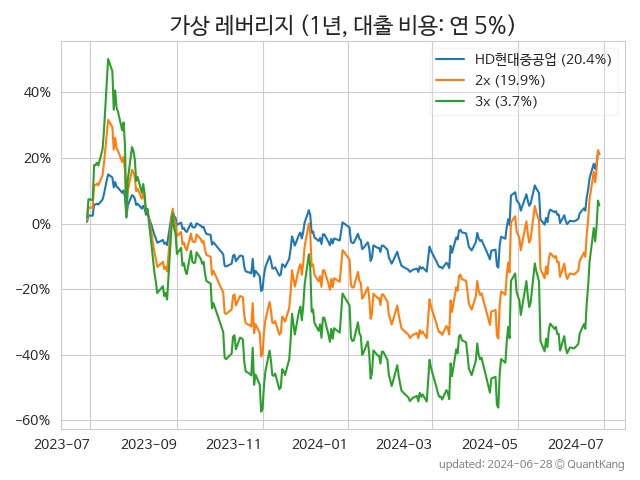 가상 레버리지 (1년, 대출 비용: 연 5%)
HD현대중공업 (20.4%)
2x (19.9%)
3x (3.7%)
40%
20%
0%
−20%
−40%
−60%
2023-07 2023-09 2023-11 2024-01 2024-03 2024-05 2024-07
updated: 2024-06-28 © QuantKang